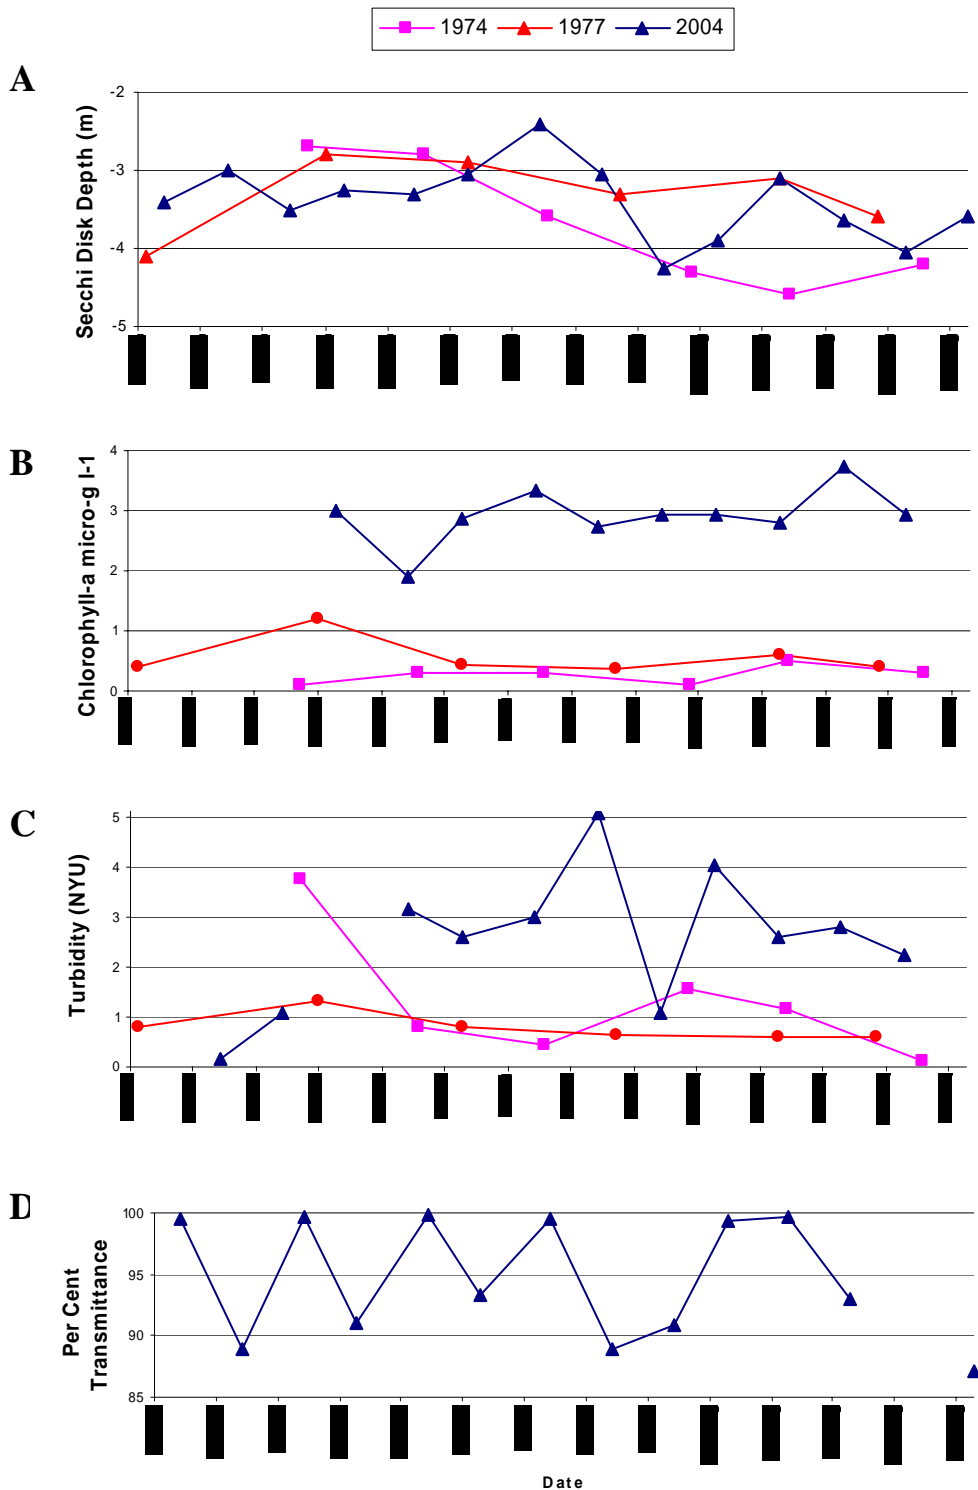 1974 1977 2004
A
Secchi Disk Depth (m)
-2
-3
-4
-5
B
Chlorophyll-a micro-g l-1
4
3
2
1
0
C
Turbidity (NYU)
5
4
3
2
1
0
D
Per Cent
Transmittance
100
95
90
85
Date